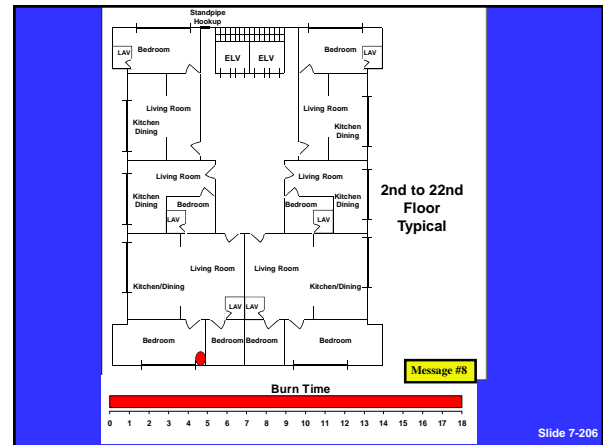 Standpipe
Hookup
LAV
Bedroom
ELV
ELV
Bedroom
LAV
Living Room
Living Room
Kitchen
Dining
Kitchen
Dining
Living Room
Living Room
Kitchen
Dining
Bedroom
Bedroom
Kitchen
Dining
2nd to 22nd
Floor
Typical
LAV
LAV
Living Room
Living Room
Kitchen/Dining
Kitchen/Dining
LAV
LAV
Bedroom
Bedroom
Bedroom
Bedroom
Message #8
Burn Time
0 1 2 3 4 5 6 7 8 9 10 11 12 13 14 15 16 17 18
Slide 7-206